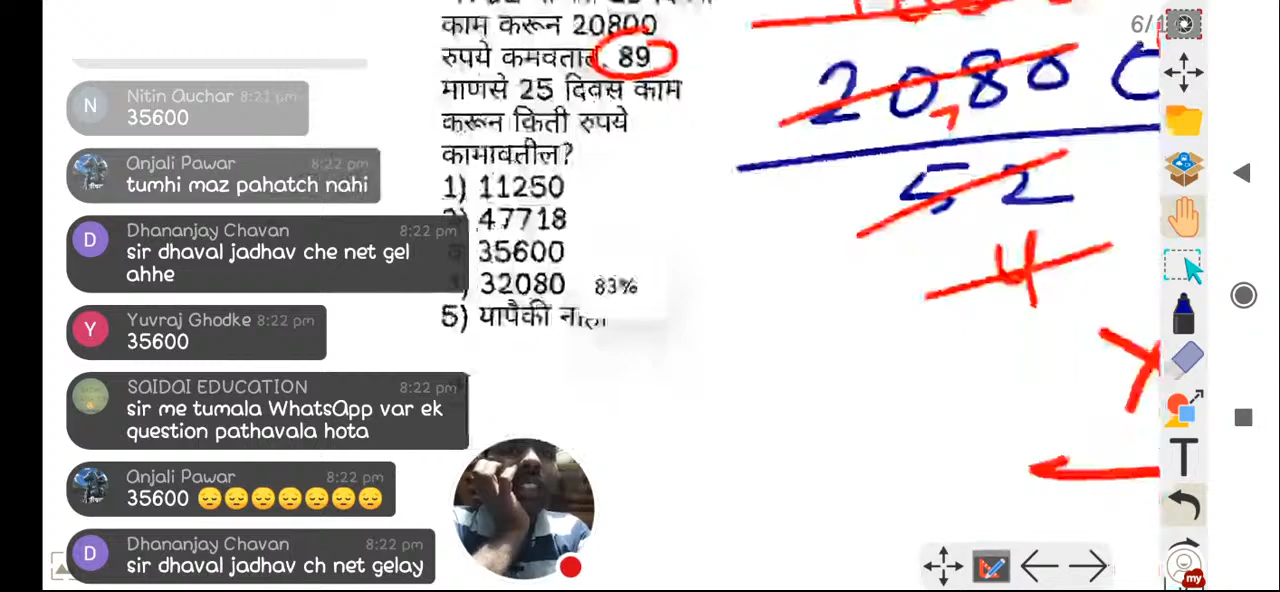 काम करून 20800
रुपये कमवतात. 89
माणसे 25 दिवस काम
करून किती रुपये
कामावतील?
1) 11250
47718
35600
32080
5) यापैकी नाही
83%
2080
52
4
6/1
N
Nitin Auchar 8:21 pm
35600
Anjali Pawar 8:22 pm
tumhi maz pahatch nahi
D
Dhananjay Chavan 8:22 pm
sir dhaval jadhav che net gel
ahhe
Y
Yuvraj Ghodke 8:22 pm
35600
SAIDAI EDUCATION 8:22 pm
sir me tumala WhatsApp var ek
question pathavala hota
Anjali Pawar 8:22 pm
35600 😔😔😔😔😔😔😔
D
Dhananjay Chavan 8:22 pm
sir dhaval jadhav ch net gelay
T
my